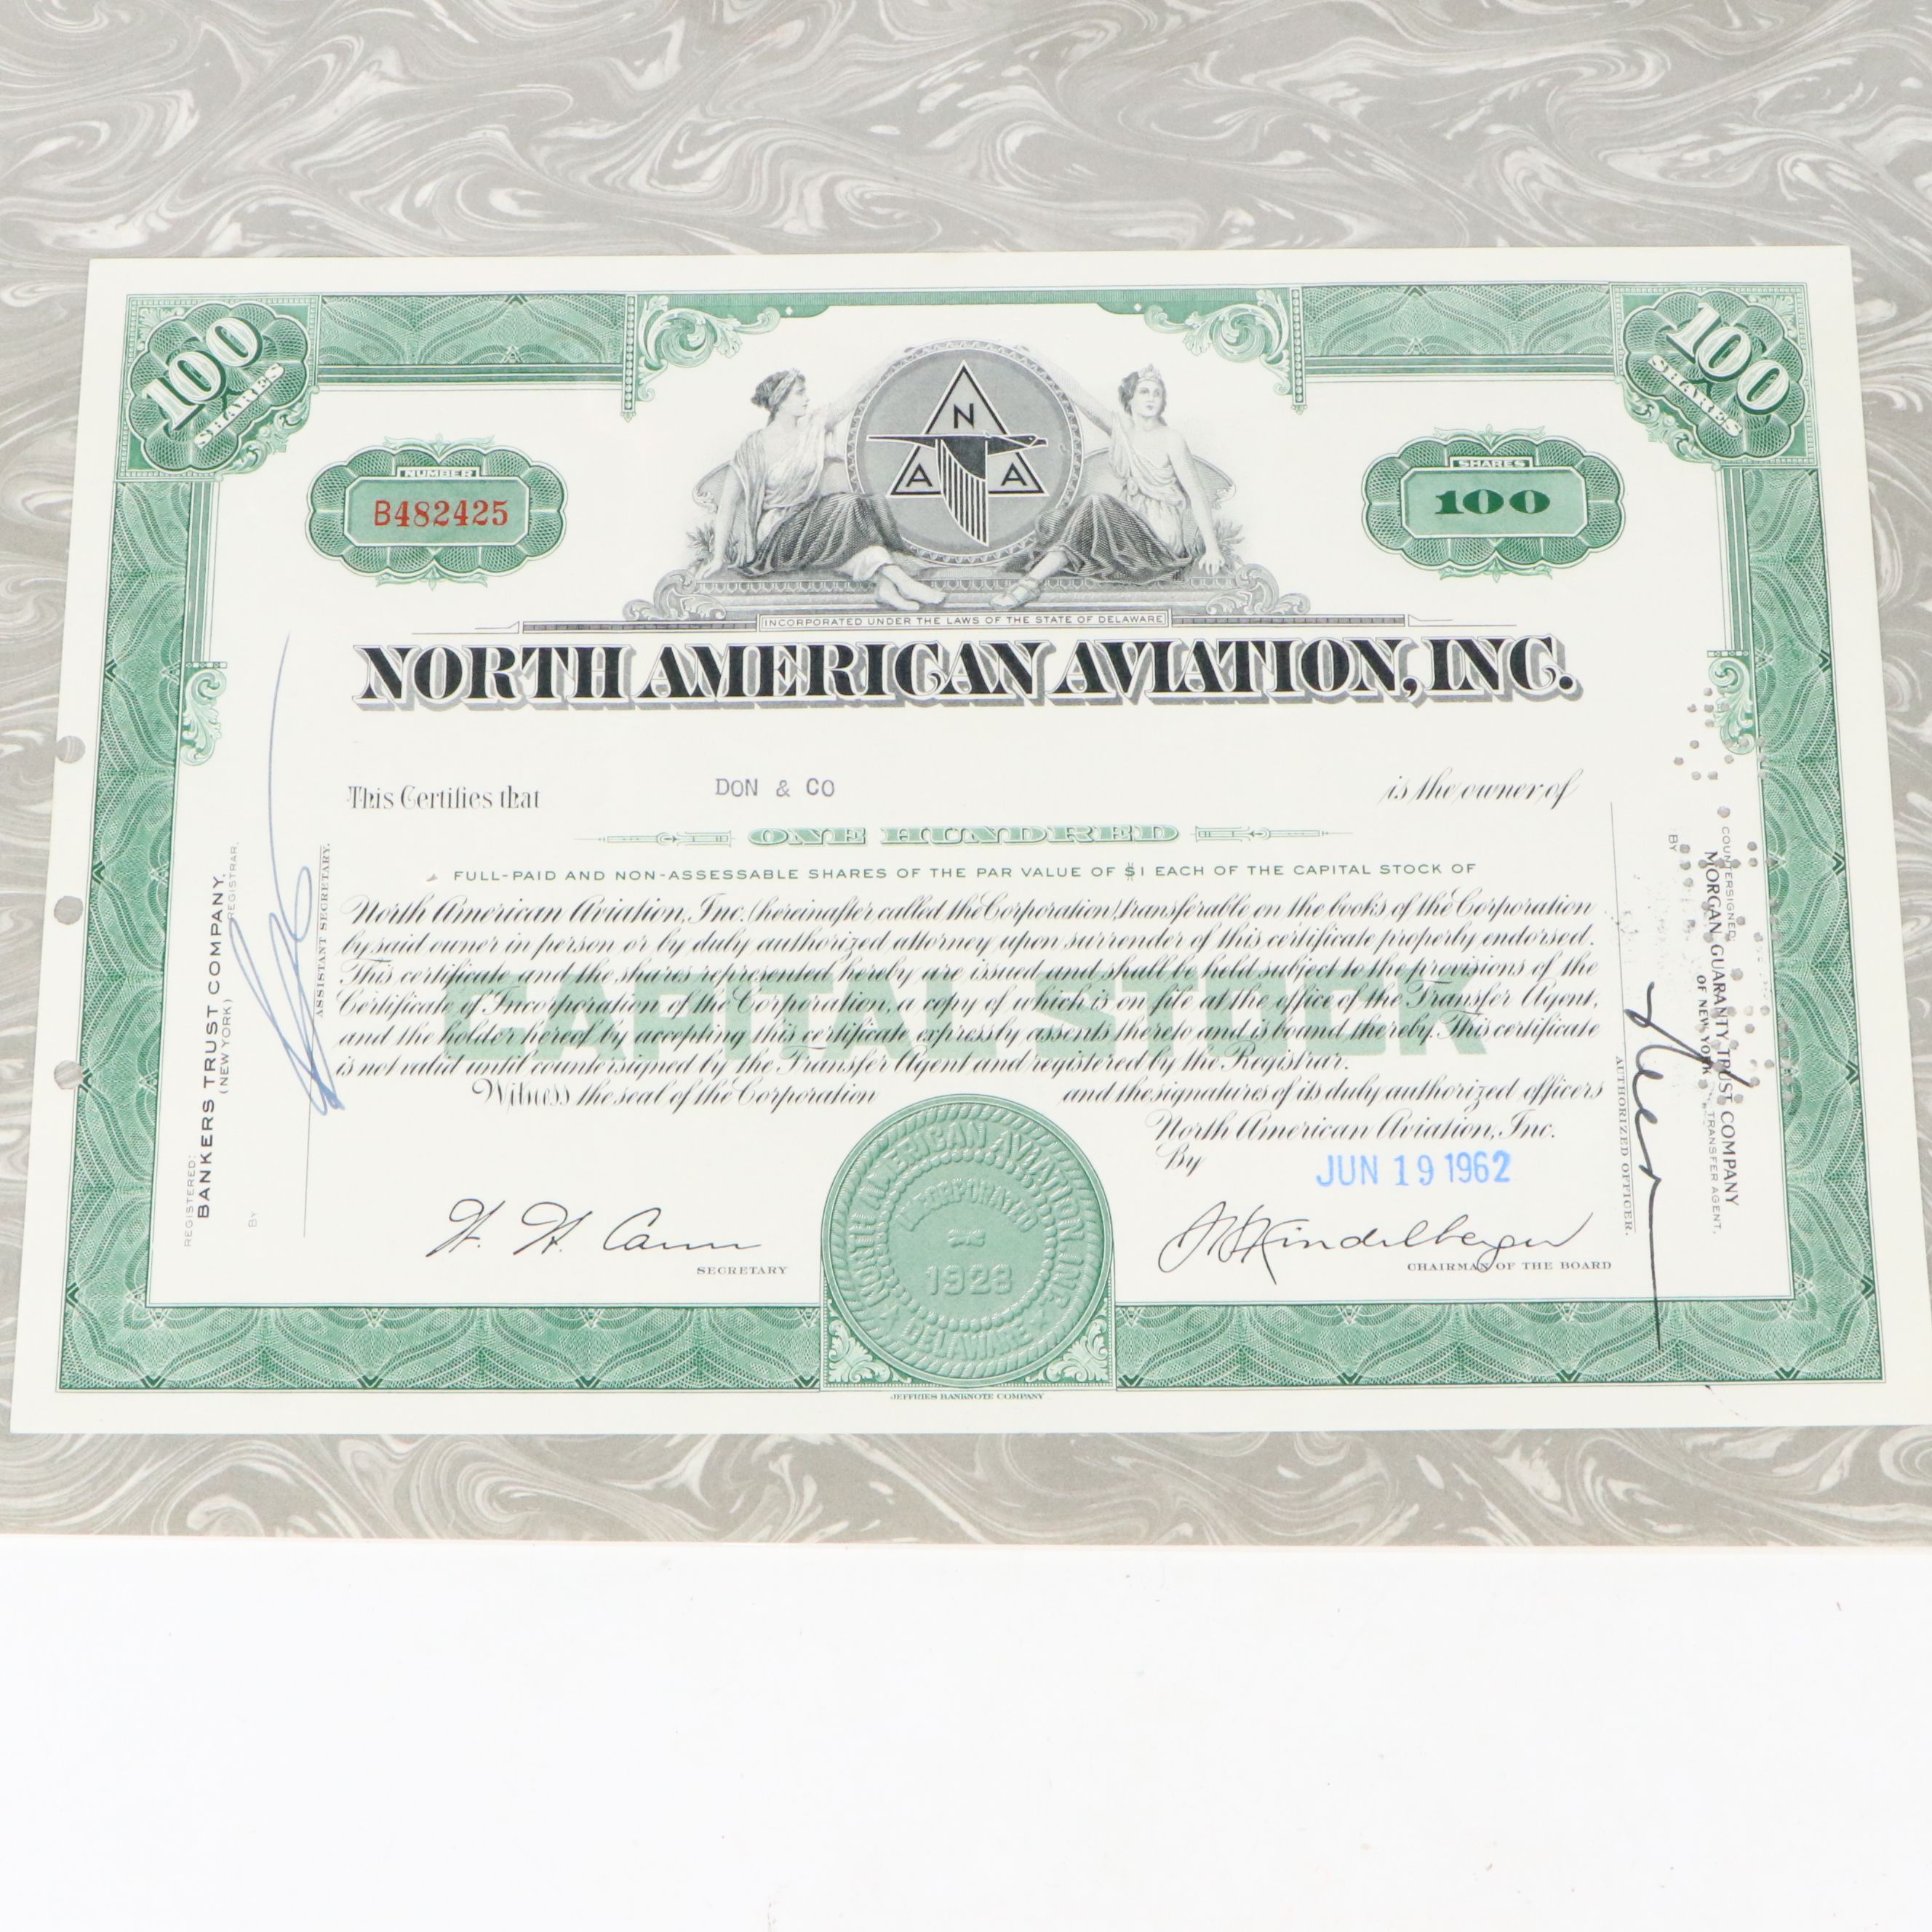 100 SHARES
100 SHARES
NUMBER
B482425
N
A A
SHARES
100
INCORPORATED UNDER THE LAWS OF THE STATE OF DELAWARE
NORTH AMERICAN AVIATION, INC.
This Certifies that DON & CO is the owner of
ONE HUNDRED
FULL-PAID AND NON-ASSESSABLE SHARES OF THE PAR VALUE OF $1 EACH OF THE CAPITAL STOCK OF
North American Aviation, Inc. (hereinafter called the Corporation), transferable on the books of the Corporation
by said owner in person or by duly authorized attorney upon surrender of this certificate properly endorsed.
This certificate and the shares represented hereby are issued and shall be held subject to the provisions of the
Certificate of Incorporation of the Corporation, a copy of which is on file at the office of the Transfer Agent,
and the holder hereof by accepting this certificate expressly assents thereto and is bound thereby. This certificate
is not valid until countersigned by the Transfer Agent and registered by the Registrar.
CAPITAL STOCK
Witness the seal of the Corporation and the signatures of its duly authorized officers
North American Aviation, Inc.
By
JUN 19 1962
SECRETARY
CHAIRMAN OF THE BOARD
NORTH AMERICAN AVIATION, INC.
INCORPORATED
1928
DELAWARE
JEFFRIES BANKNOTE COMPANY
REGISTERED:
BANKERS TRUST COMPANY,
(NEW YORK) REGISTRAR,
BY
ASSISTANT SECRETARY.
COUNTERSIGNED:
MORGAN GUARANTY TRUST COMPANY
OF NEW YORK TRANSFER AGENT,
BY
AUTHORIZED OFFICER.